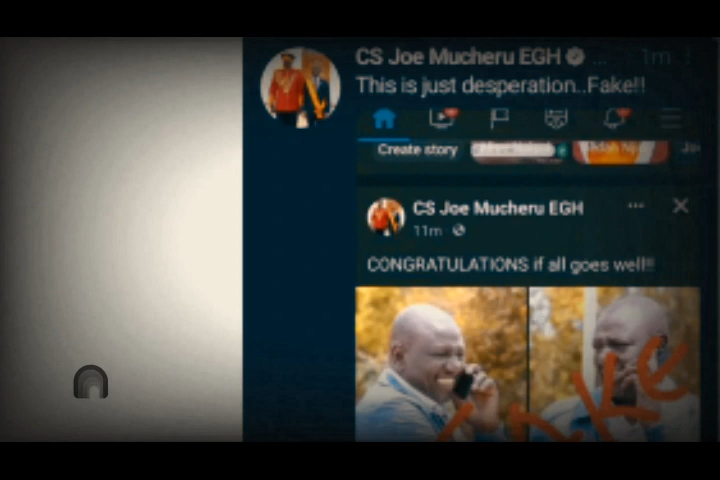 CS Joe Mucheru EGH ... 1m
This is just desperation..Fake!!
Create story
CS Joe Mucheru EGH ...
11m
CONGRATULATIONS if all goes well!!